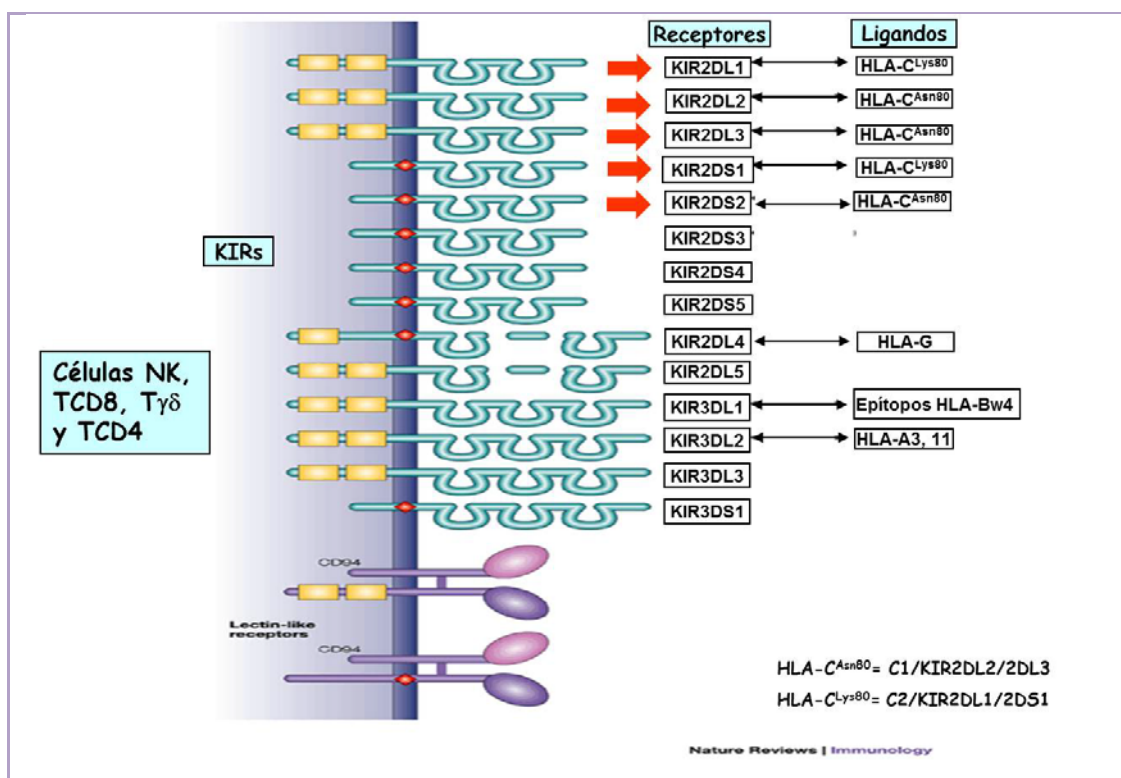 Receptores
Ligandos
KIR2DL1
HLA-CLys80
KIR2DL2
HLA-CAsn80
KIR2DL3
HLA-CAsn80
KIR2DS1
HLA-CLys80
KIR2DS2
HLA-CAsn80
KIRs
KIR2DS3
KIR2DS4
KIR2DS5
KIR2DL4
HLA-G
Células NK,
TCD8, Tγδ
y TCD4
KIR2DL5
KIR3DL1
Epítopos HLA-Bw4
KIR3DL2
HLA-A3, 11
KIR3DL3
KIR3DS1
CD94
Lectin-like
receptors
CD94
HLA-CAsn80= C1/KIR2DL2/2DL3
HLA-CLys80= C2/KIR2DL1/2DS1
Nature Reviews | Immunology